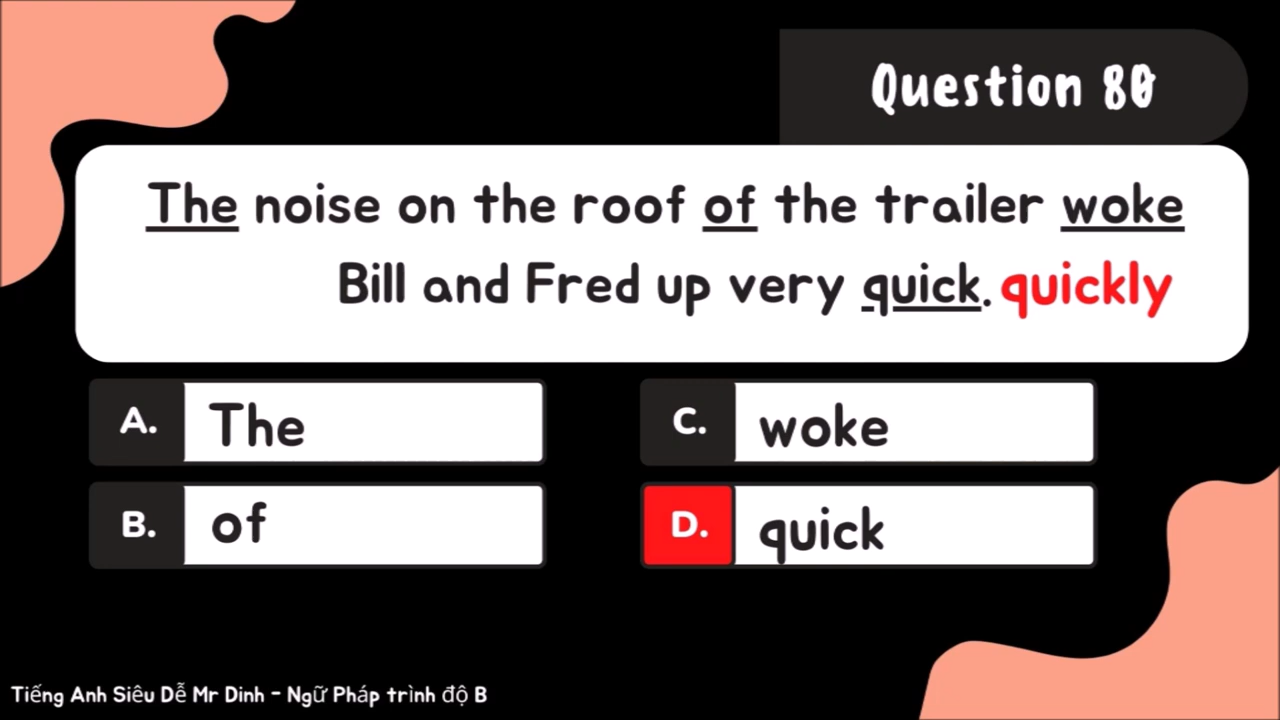 Question 80
The noise on the roof of the trailer woke
Bill and Fred up very quick. quickly
A. The
C. woke
B. of
D. quick
Tiếng Anh Siêu Dễ Mr Dinh - Ngữ Pháp trình độ B